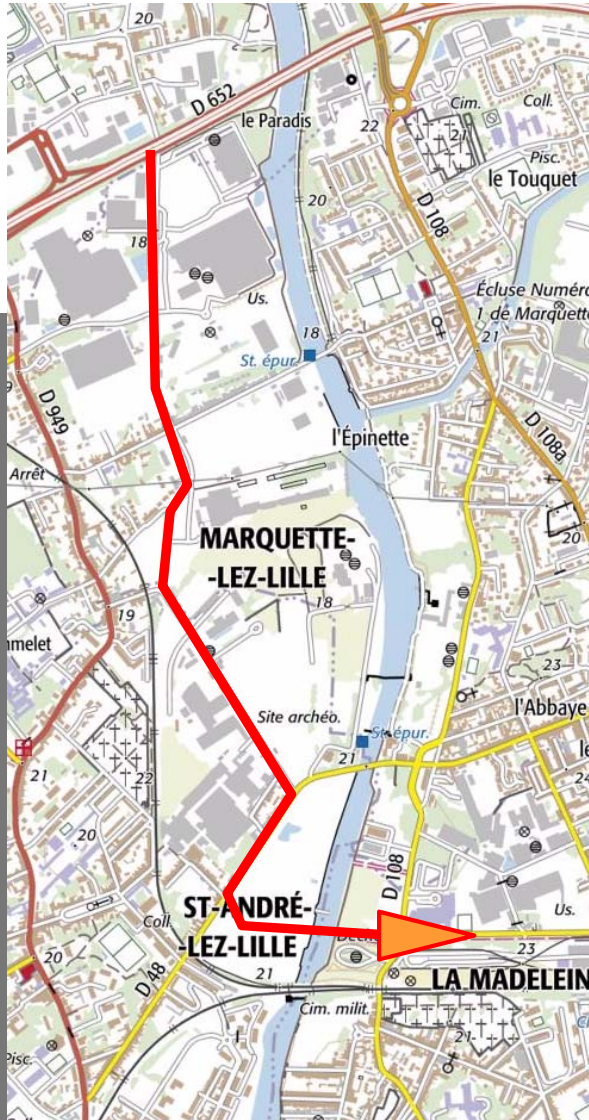 20
D 652
le Paradis
22
Cim.
Coll.
21
Pisc.
le Touquet
20
D 108
18
Us.
Écluse Numéro
1 de Marquette
18
21
St. épur.
D 949
l'Épinette
D 108a
Arrêt
20
MARQUETTE-
-LEZ-LILLE
18
19
23
l'Abbaye
Site archéo.
St. épur.
le
21
21
22
24
20
D 108
ST-ANDRÉ-
-LEZ-LILLE
Coll.
Us.
23
D 48
21
LA MADELEIN
Cim. milit.
21
Pisc.